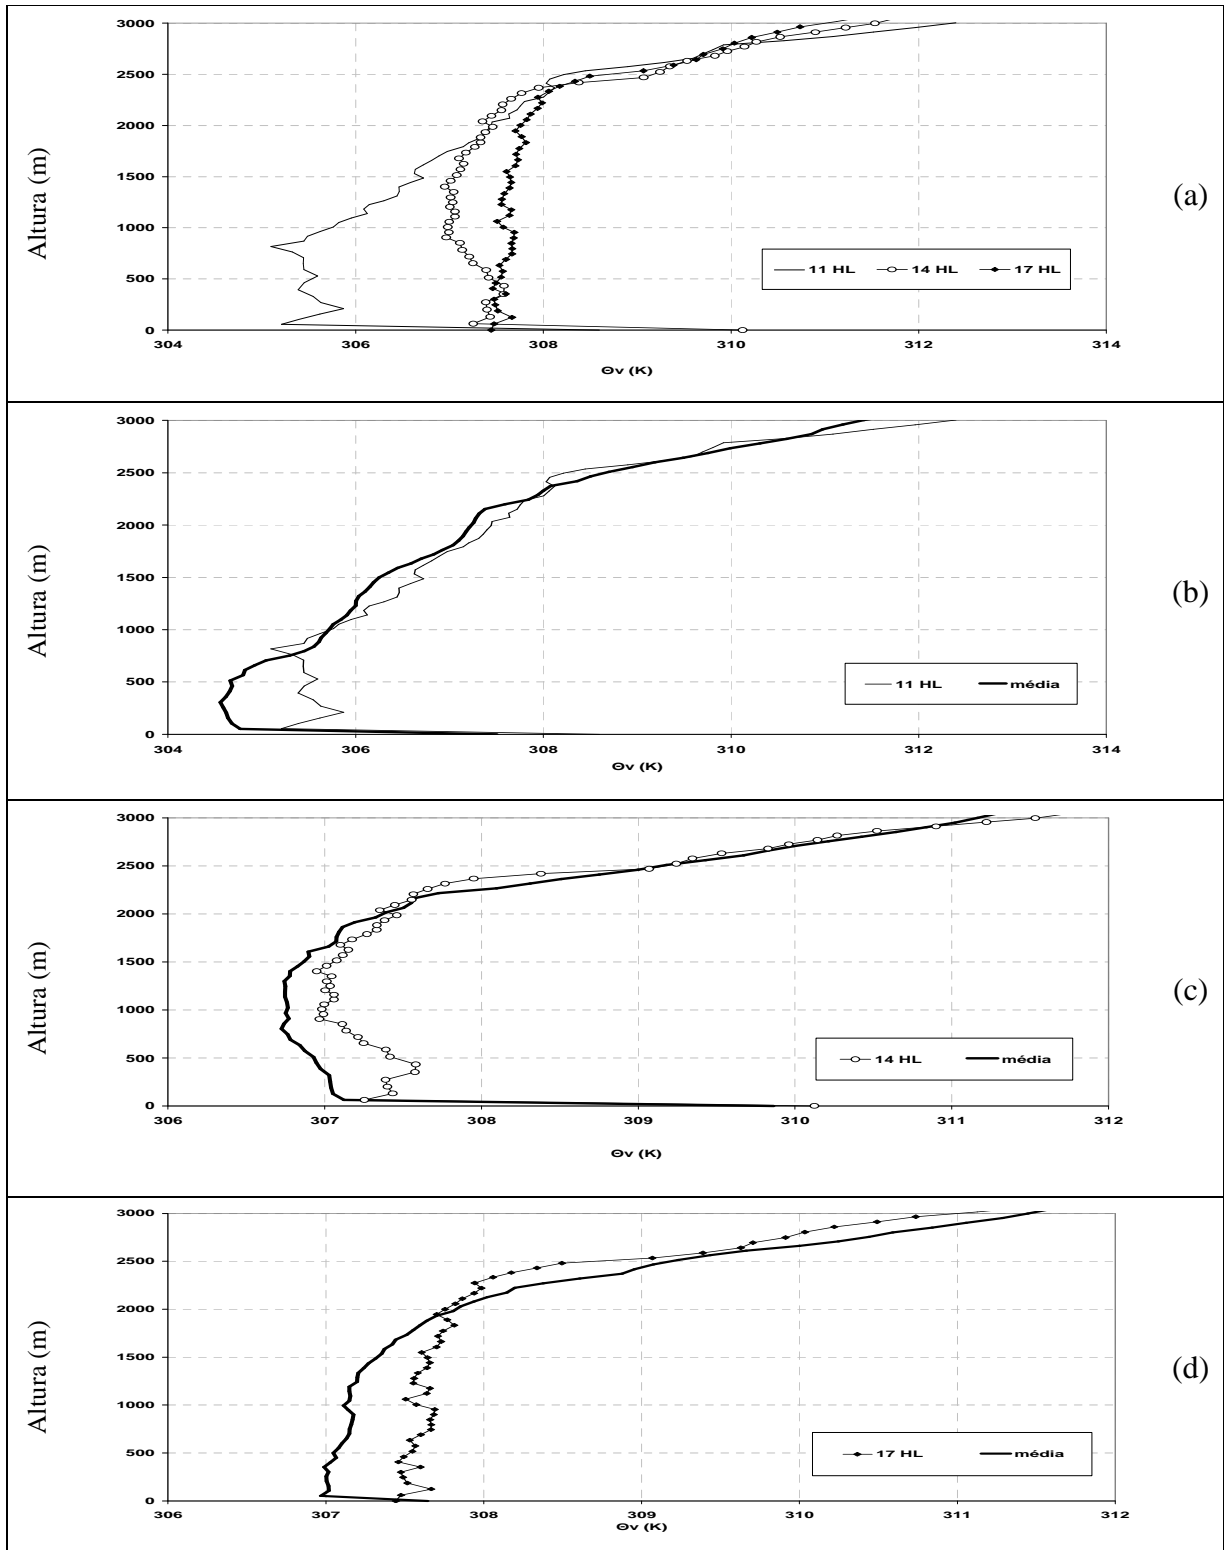 3000
2500
2000
1500
1000
500
0
Altura (m)
(a)
11 HL 14 HL 17 HL
304 306 308 310 312 314
Θv (K)
3000
2500
2000
1500
1000
500
0
Altura (m)
(b)
11 HL média
304 306 308 310 312 314
Θv (K)
3000
2500
2000
1500
1000
500
0
Altura (m)
(c)
14 HL média
306 307 308 309 310 311 312
Θv (K)
3000
2500
2000
1500
1000
500
0
Altura (m)
(d)
17 HL média
306 307 308 309 310 311 312
Θv (K)